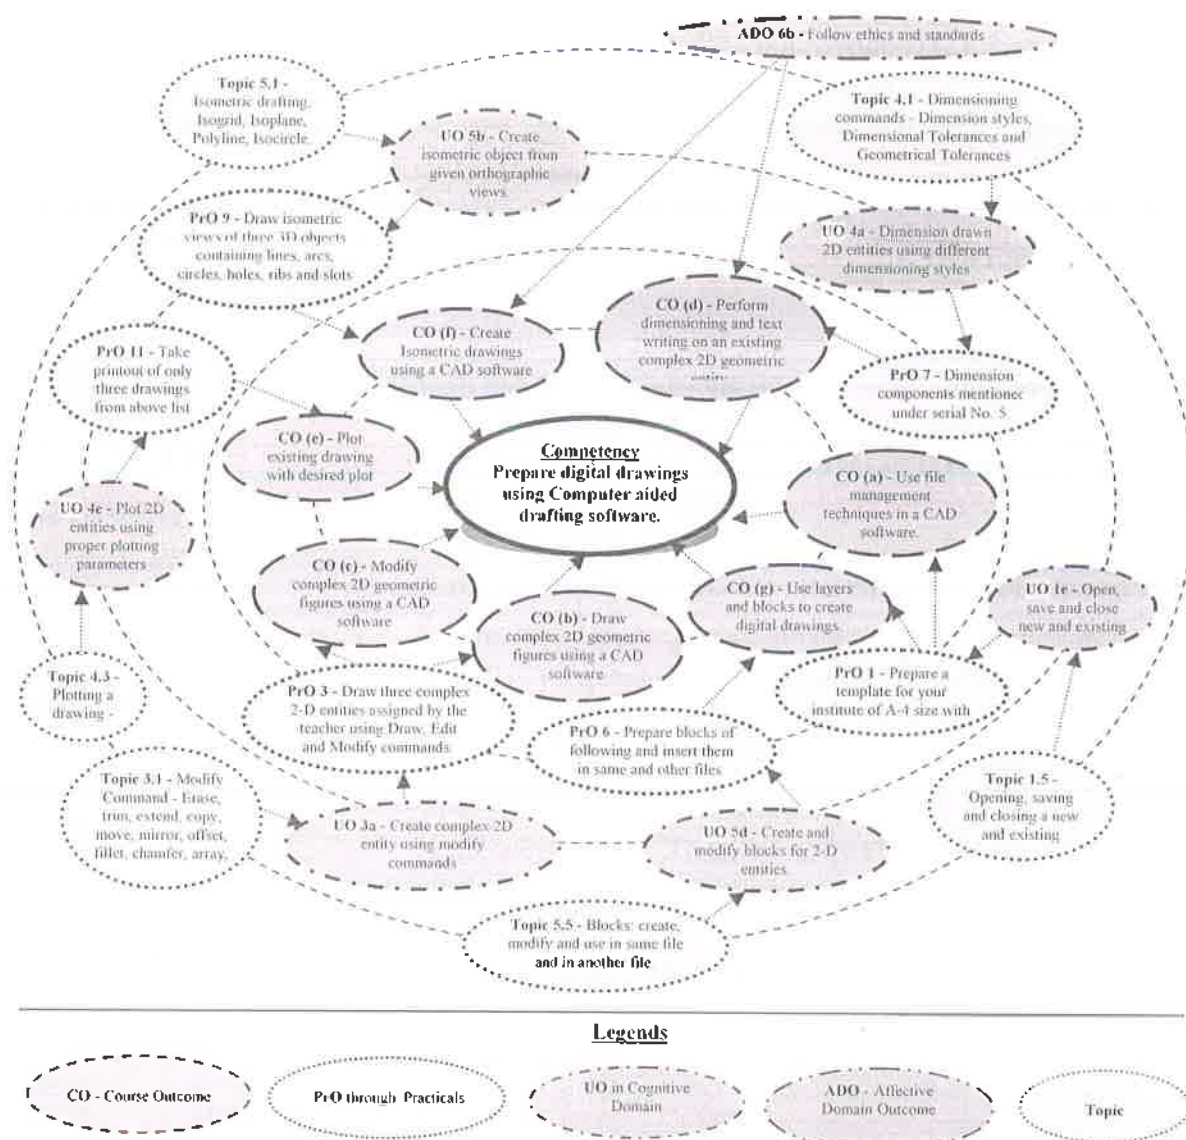 ADO 6b - Follow ethics and standards
Topic 5.1 -
Isometric drafting,
Isogrid, Isoplane,
Polyline, Isocircle
Topic 4.1 - Dimensioning
commands - Dimension styles,
Dimensional Tolerances and
Geometrical Tolerances
UO 5b - Create
isometric object from
given orthographic
views
PrO 9 - Draw isometric
views of three 3D objects
containing lines, arcs,
circles, holes, ribs and slots
UO 4a - Dimension drawn
2D entities using different
dimensioning styles
CO (f) - Create
Isometric drawings
using a CAD software
CO (d) - Perform
dimensioning and text
writing on an existing
complex 2D geometric
PrO 11 - Take
printout of only
three drawings
from above list
PrO 7 - Dimension
components mentione
under serial No. 5
CO (e) - Plot
existing drawing
with desired plot
Competency
Prepare digital drawings
using Computer aided
drafting software.
CO (a) - Use file
management
techniques in a CAD
software.
UO 4e - Plot 2D
entities using
proper plotting
parameters
CO (c) - Modify
complex 2D geometric
figures using a CAD
software
CO (b) - Draw
complex 2D geometric
figures using a CAD
software
CO (g) - Use layers
and blocks to create
digital drawings
UO 1e - Open,
save and close
new and existing
Topic 4.3 -
Plotting a
drawing -
PrO 3 - Draw three complex
2-D entities assigned by the
teacher using Draw, Edit
and Modify commands
PrO 6 - Prepare blocks of
following and insert them
in same and other files
PrO 1 - Prepare a
template for your
institute of A-4 size with
Topic 3.1 - Modify
Command - Erase,
trim, extend, copy,
move, mirror, offset,
fillet, chamfer, array,
UO 3a - Create complex 2D
entity using modify
commands
UO 5d - Create and
modify blocks for 2-D
entities
Topic 1.5 -
Opening, saving
and closing a new
and existing
Topic 5.5 - Blocks: create,
modify and use in same file
and in another file
Legends
CO - Course Outcome
PrO through Practicals
UO in Cognitive
Domain
ADO - Affective
Domain Outcome
Topic